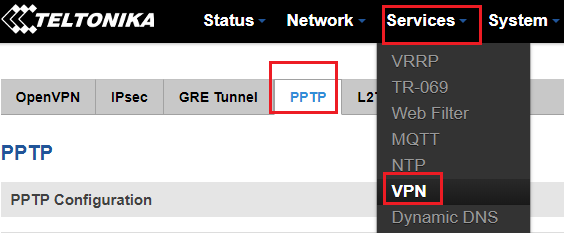 TELTONIKA Status Network Services System
VRRP
TR-069
Web Filter
MQTT
NTP
VPN
Dynamic DNS
OpenVPN IPsec GRE Tunnel PPTP
PPTP
PPTP Configuration